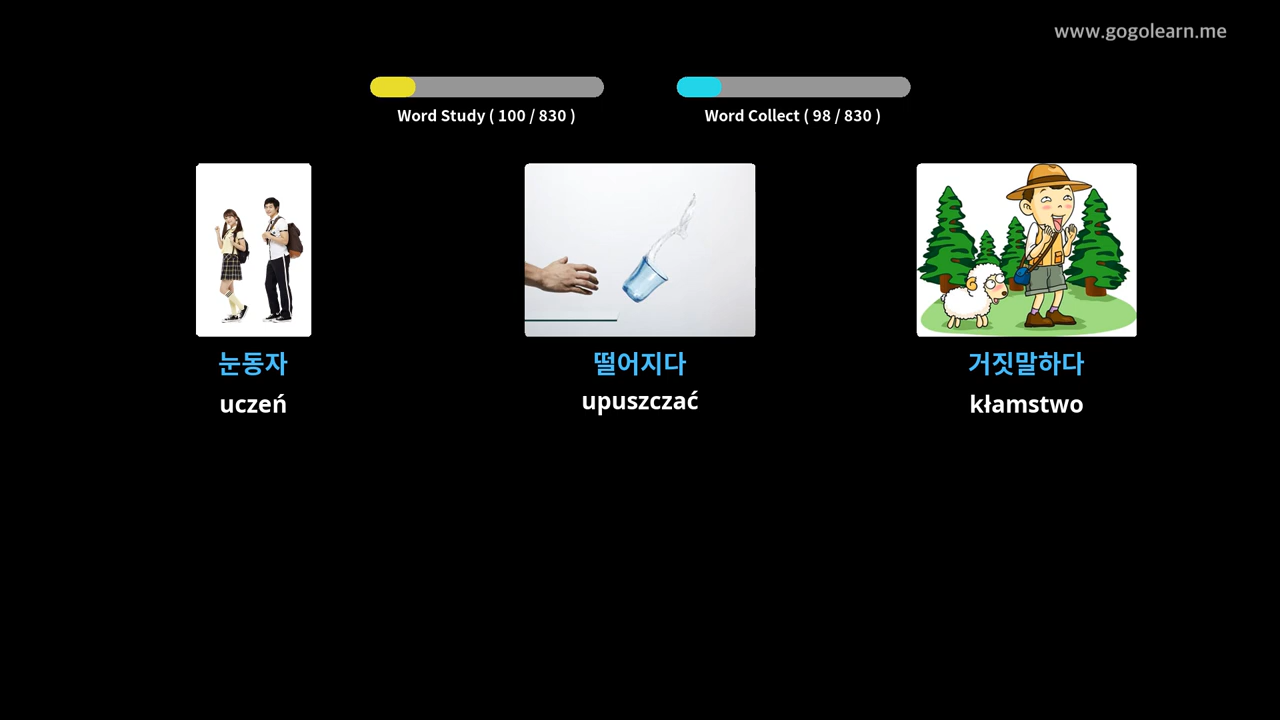 www.gogolearn.me
Word Study ( 100 / 830 )
Word Collect ( 98 / 830 )
눈동자
떨어지다
거짓말하다
uczeń
upuszczać
kłamstwo